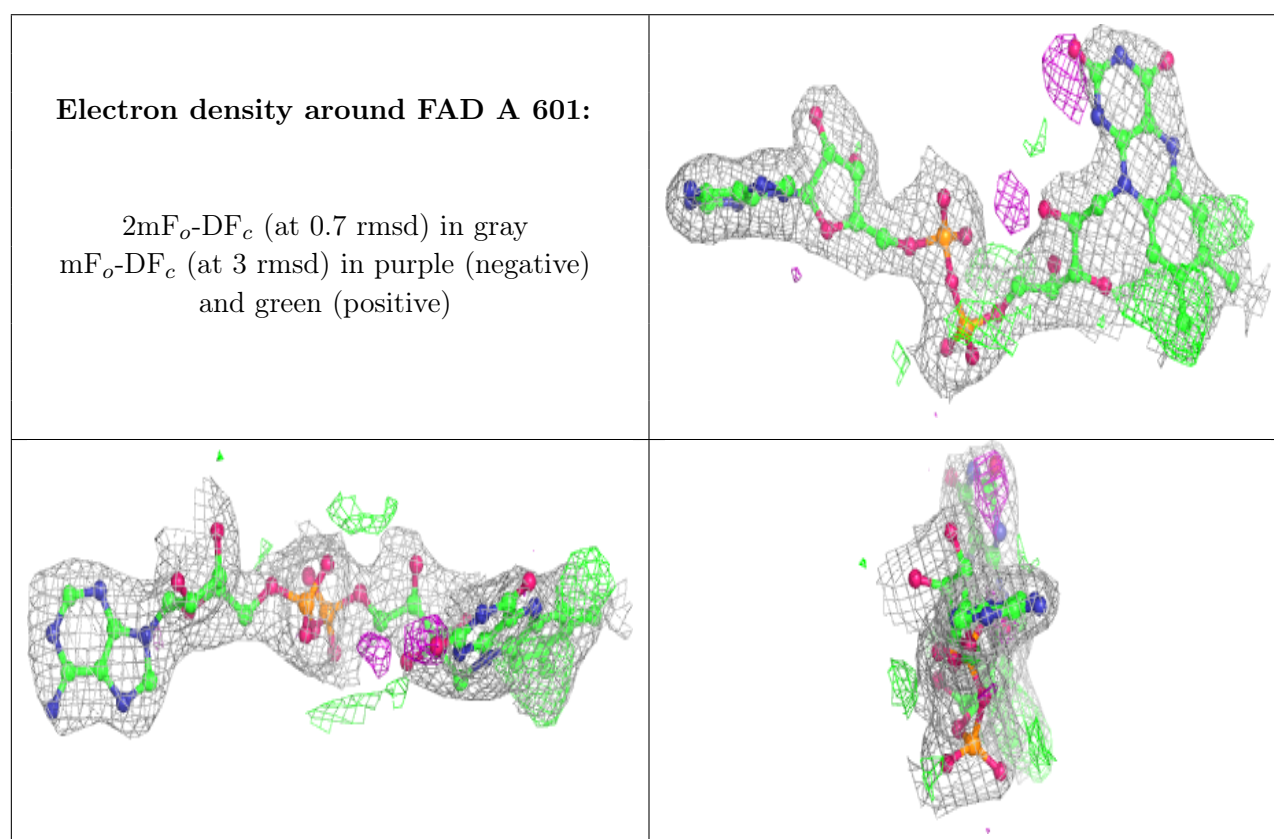 Electron density around FAD A 601:
2mFo-DFc (at 0.7 rmsd) in gray
mFo-DFc (at 3 rmsd) in purple (negative)
and green (positive)